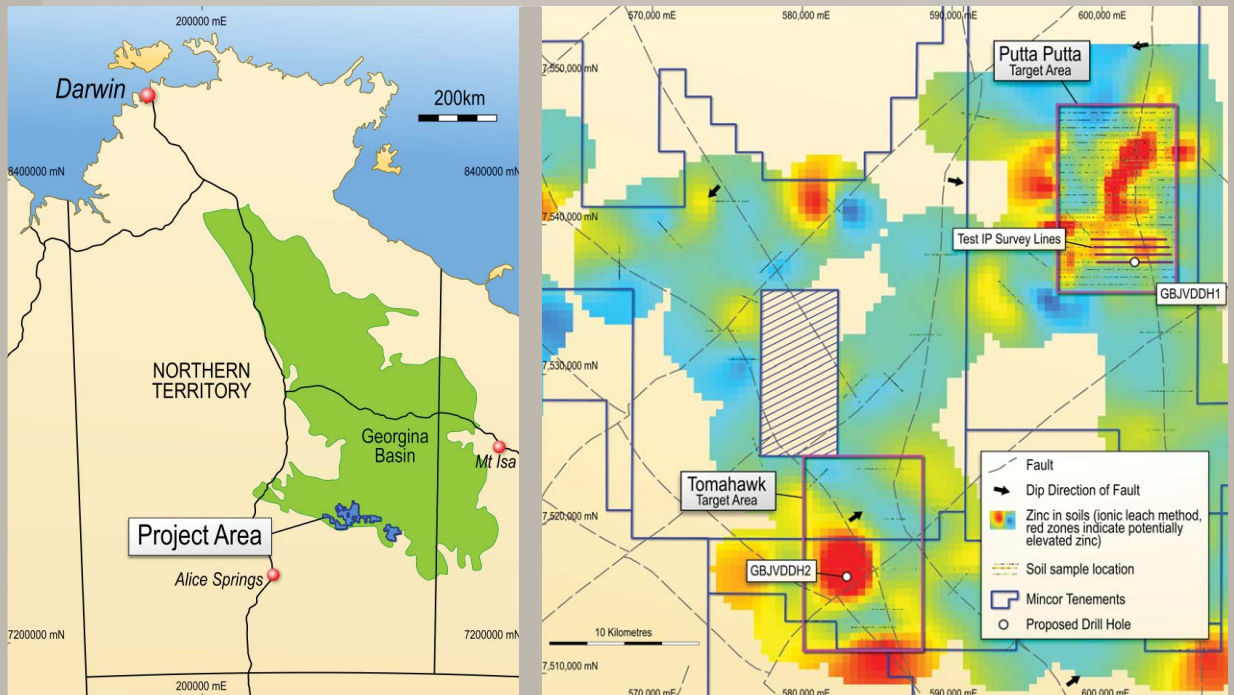 200000 mE
Darwin
200km
8400000 mN
8400000 mN
NORTHERN
TERRITORY
Georgina
Basin
Mt Isa
Project Area
Alice Springs
7200000 mN
7200000 mN
200000 mE
570,000 mE
580,000 mE
590,000 mE
600,000 mE
Putta Putta
Target Area
7,550,000 mN
7,540,000 mN
Test IP Survey Lines
GBJVDDH1
7,530,000 mN
Tomahawk
Target Area
7,520,000 mN
GBJVDDH2
10 Kilometres
7,510,000 mN
Fault
Dip Direction of Fault
Zinc in soils (ionic leach method,
red zones indicate potentially
elevated zinc)
Soil sample location
Mincor Tenements
Proposed Drill Hole
570,000 mE
580,000 mE
590,000 mE
600,000 mE